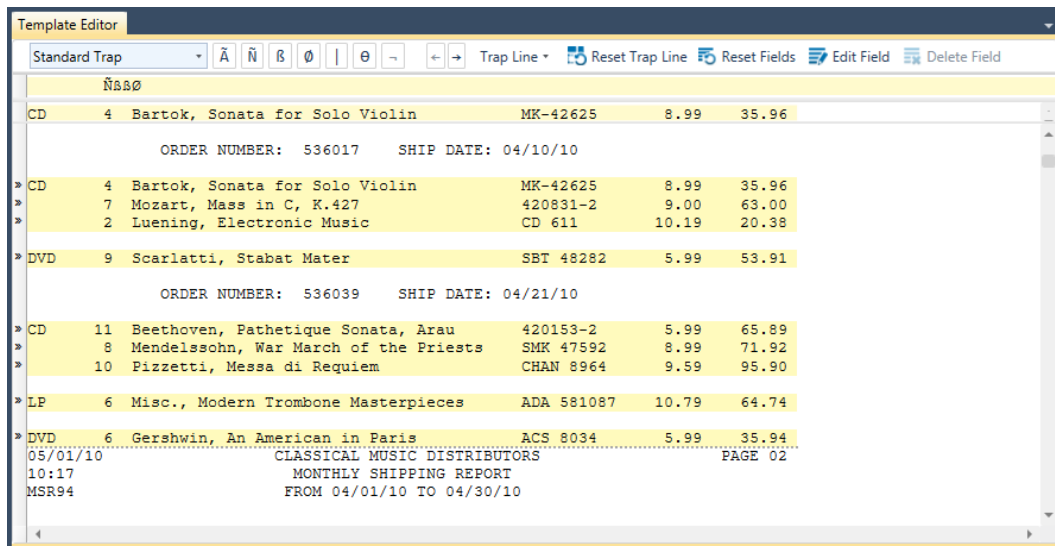 Template Editor
Standard Trap Ã Ñ ß Ø | ɵ ¬ ← → Trap Line Reset Trap Line Reset Fields Edit Field Delete Field
ÑßßØ
CD 4 Bartok, Sonata for Solo Violin MK-42625 8.99 35.96
ORDER NUMBER: 536017 SHIP DATE: 04/10/10
» CD 4 Bartok, Sonata for Solo Violin MK-42625 8.99 35.96
» 7 Mozart, Mass in C, K.427 420831-2 9.00 63.00
» 2 Luening, Electronic Music CD 611 10.19 20.38
» DVD 9 Scarlatti, Stabat Mater SBT 48282 5.99 53.91
ORDER NUMBER: 536039 SHIP DATE: 04/21/10
» CD 11 Beethoven, Pathetique Sonata, Arau 420153-2 5.99 65.89
» 8 Mendelssohn, War March of the Priests SMK 47592 8.99 71.92
» 10 Pizzetti, Messa di Requiem CHAN 8964 9.59 95.90
» LP 6 Misc., Modern Trombone Masterpieces ADA 581087 10.79 64.74
» DVD 6 Gershwin, An American in Paris ACS 8034 5.99 35.94
05/01/10 CLASSICAL MUSIC DISTRIBUTORS PAGE 02
10:17 MONTHLY SHIPPING REPORT
MSR94 FROM 04/01/10 TO 04/30/10